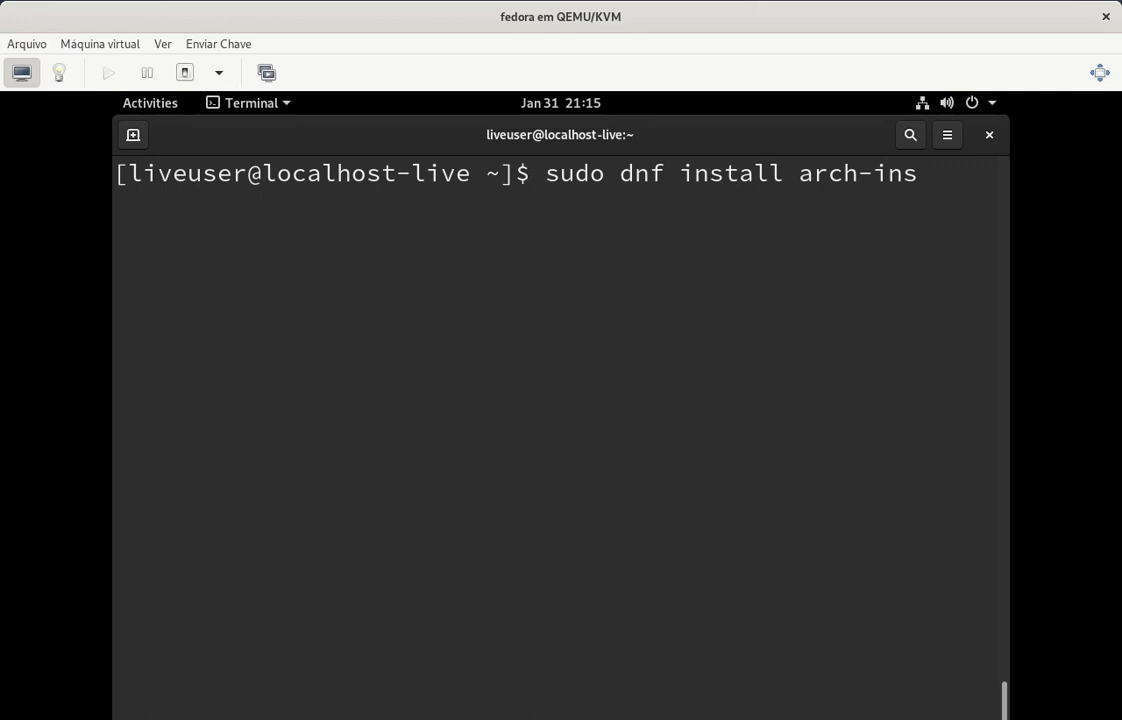 fedora em QEMU/KVM
Arquivo Máquina virtual Ver Enviar Chave
Activities Terminal Jan 31 21:15
liveuser@localhost-live:~
[liveuser@localhost-live ~]$ sudo dnf install arch-ins